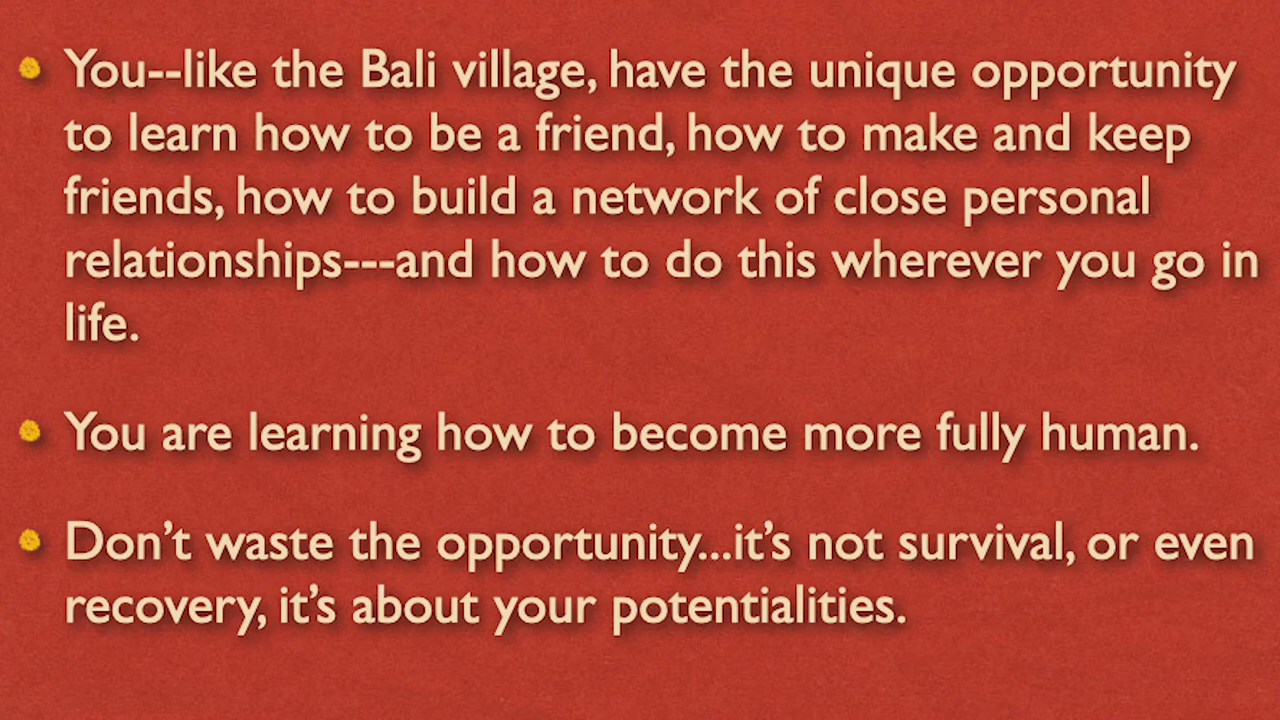 You--like the Bali village, have the unique opportunity
to learn how to be a friend, how to make and keep
friends, how to build a network of close personal
relationships---and how to do this wherever you go in
life.
You are learning how to become more fully human.
Don’t waste the opportunity...it’s not survival, or even
recovery, it’s about your potentialities.